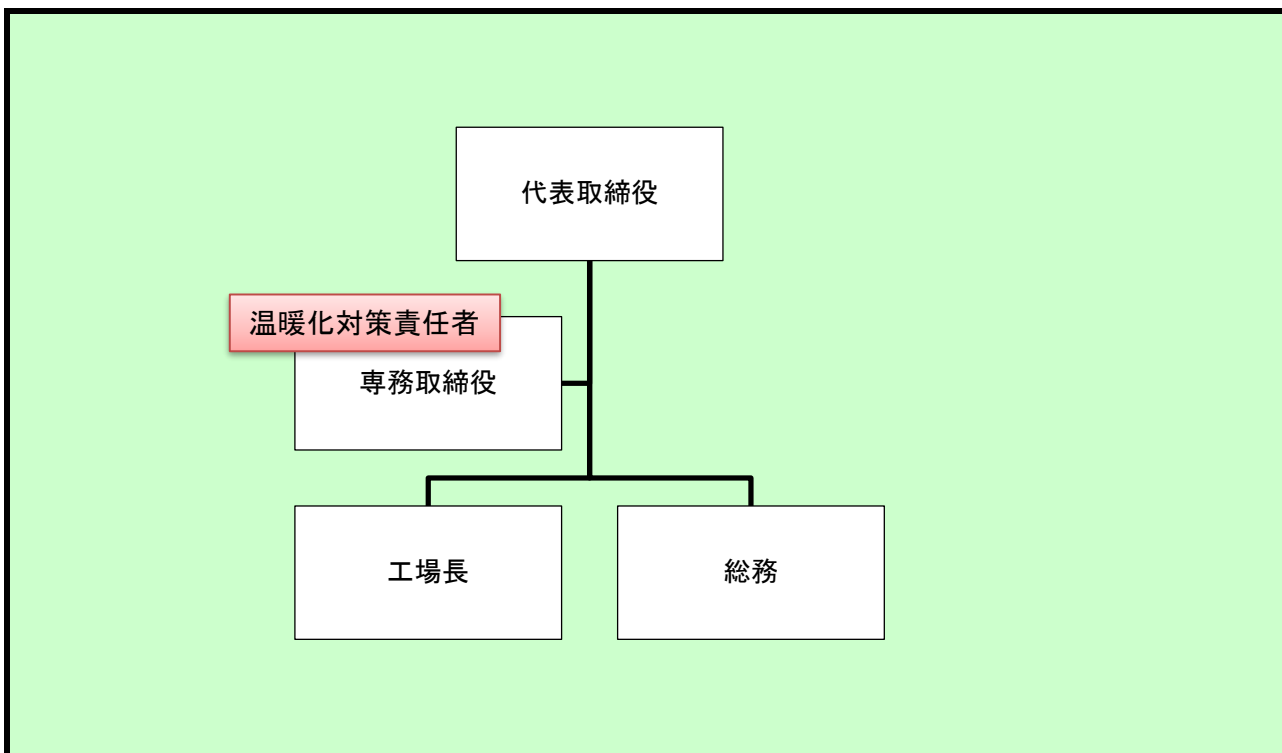 代表取締役
温暖化対策責任者
専務取締役
工場長
総務